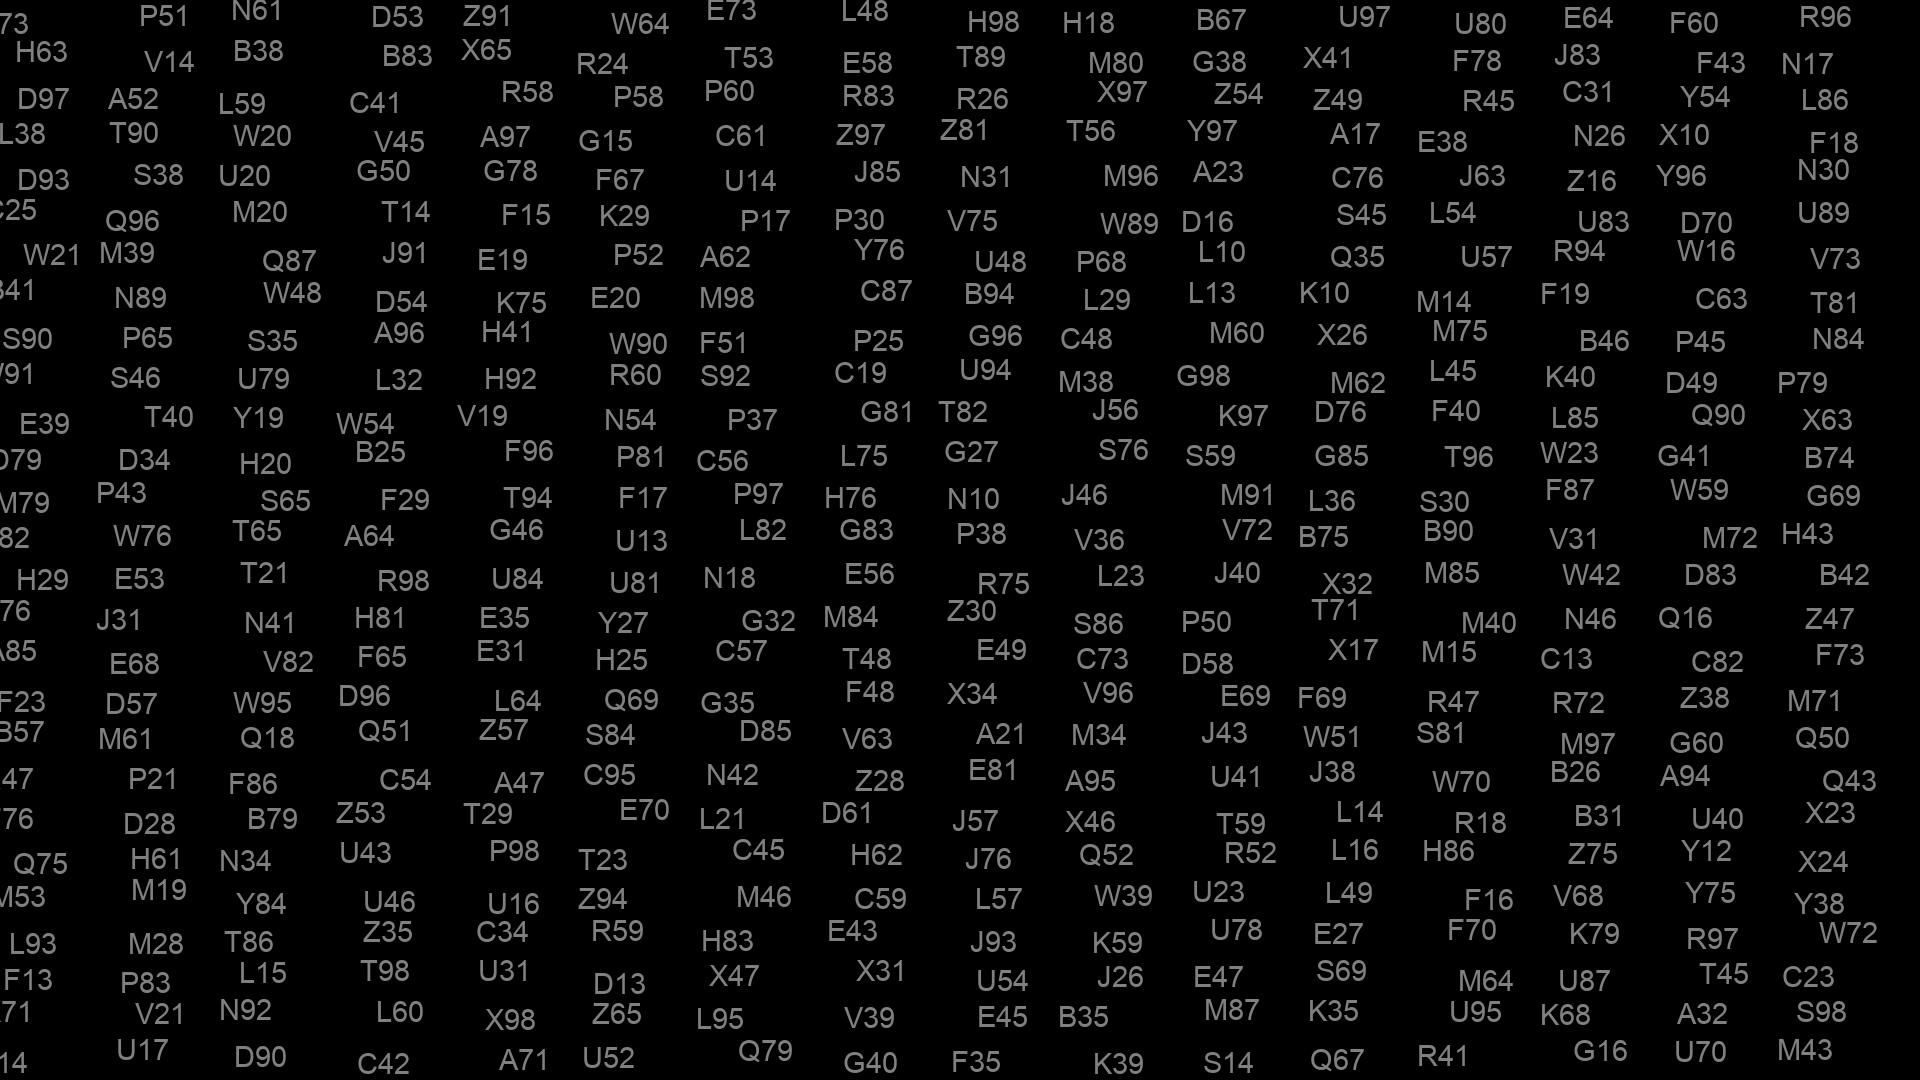 73 P51 N61 D53 Z91 W64 E73 L48 H98 H18 B67 U97 U80 E64 F60 R96
H63 V14 B38 B83 X65 R24 T53 E58 T89 M80 G38 X41 F78 J83 F43 N17
D97 A52 L59 C41 R58 P58 P60 R83 R26 X97 Z54 Z49 R45 C31 Y54 L86
L38 T90 W20 V45 A97 G15 C61 Z97 Z81 T56 Y97 A17 E38 N26 X10 F18
D93 S38 U20 G50 G78 F67 U14 J85 N31 M96 A23 C76 J63 Z16 Y96 N30
C25 Q96 M20 T14 F15 K29 P17 P30 V75 W89 D16 S45 L54 U83 D70 U89
W21 M39 Q87 J91 E19 P52 A62 Y76 U48 P68 L10 Q35 U57 R94 W16 V73
B41 N89 W48 D54 K75 E20 M98 C87 B94 L29 L13 K10 M14 F19 C63 T81
S90 P65 S35 A96 H41 W90 F51 P25 G96 C48 M60 X26 M75 B46 P45 N84
91 S46 U79 L32 H92 R60 S92 C19 U94 M38 G98 M62 L45 K40 D49 P79
E39 T40 Y19 W54 V19 N54 P37 G81 T82 J56 K97 D76 F40 L85 Q90 X63
D79 D34 H20 B25 F96 P81 C56 L75 G27 S76 S59 G85 T96 W23 G41 B74
M79 P43 S65 F29 T94 F17 P97 H76 N10 J46 M91 L36 S30 F87 W59 G69
82 W76 T65 A64 G46 U13 L82 G83 P38 V36 V72 B75 B90 V31 M72 H43
H29 E53 T21 R98 U84 U81 N18 E56 R75 L23 J40 X32 M85 W42 D83 B42
76 J31 N41 H81 E35 Y27 G32 M84 Z30 S86 P50 T71 M40 N46 Q16 Z47
A85 E68 V82 F65 E31 H25 C57 T48 E49 C73 D58 X17 M15 C13 C82 F73
F23 D57 W95 D96 L64 Q69 G35 F48 X34 V96 E69 F69 R47 R72 Z38 M71
B57 M61 Q18 Q51 Z57 S84 D85 V63 A21 M34 J43 W51 S81 M97 G60 Q50
47 P21 F86 C54 A47 C95 N42 Z28 E81 A95 U41 J38 W70 B26 A94 Q43
76 D28 B79 Z53 T29 E70 L21 D61 J57 X46 T59 L14 R18 B31 U40 X23
Q75 H61 N34 U43 P98 T23 C45 H62 J76 Q52 R52 L16 H86 Z75 Y12 X24
M53 M19 Y84 U46 U16 Z94 M46 C59 L57 W39 U23 L49 F16 V68 Y75 Y38
L93 M28 T86 Z35 C34 R59 H83 E43 J93 K59 U78 E27 F70 K79 R97 W72
F13 P83 L15 T98 U31 D13 X47 X31 U54 J26 E47 S69 M64 U87 T45 C23
71 V21 N92 L60 X98 Z65 L95 V39 E45 B35 M87 K35 U95 K68 A32 S98
14 U17 D90 C42 A71 U52 Q79 G40 F35 K39 S14 Q67 R41 G16 U70 M43